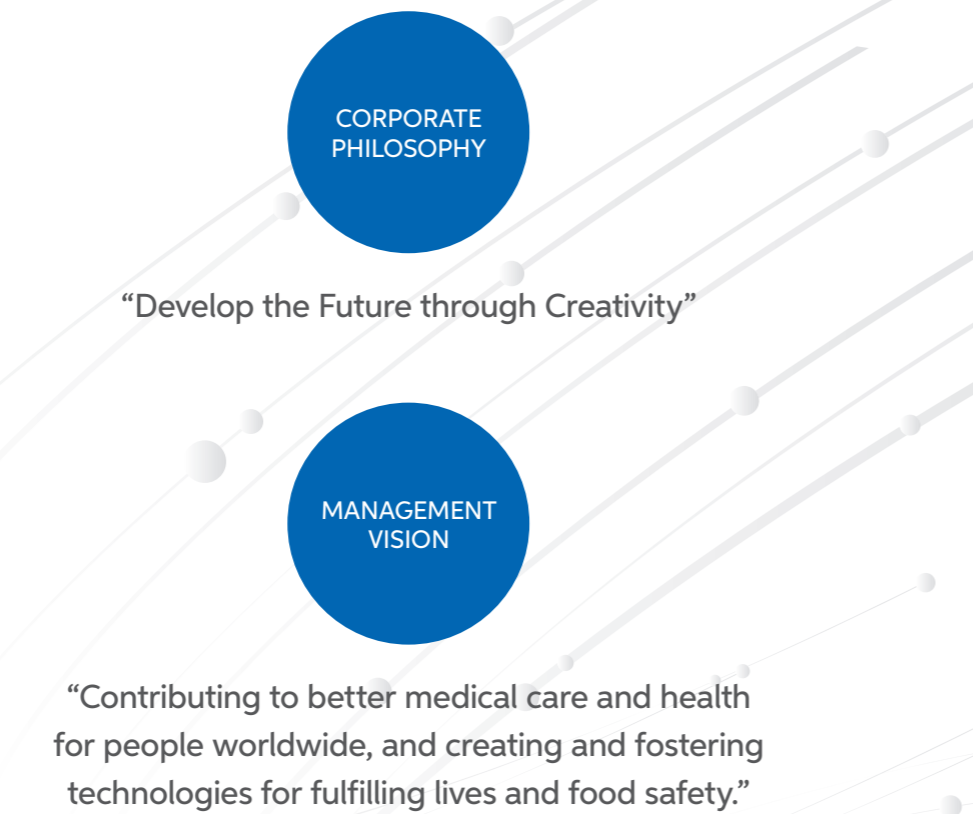 CORPORATE
PHILOSOPHY
“Develop the Future through Creativity”
MANAGEMENT
VISION
“Contributing to better medical care and health
for people worldwide, and creating and fostering
technologies for fulfilling lives and food safety.”